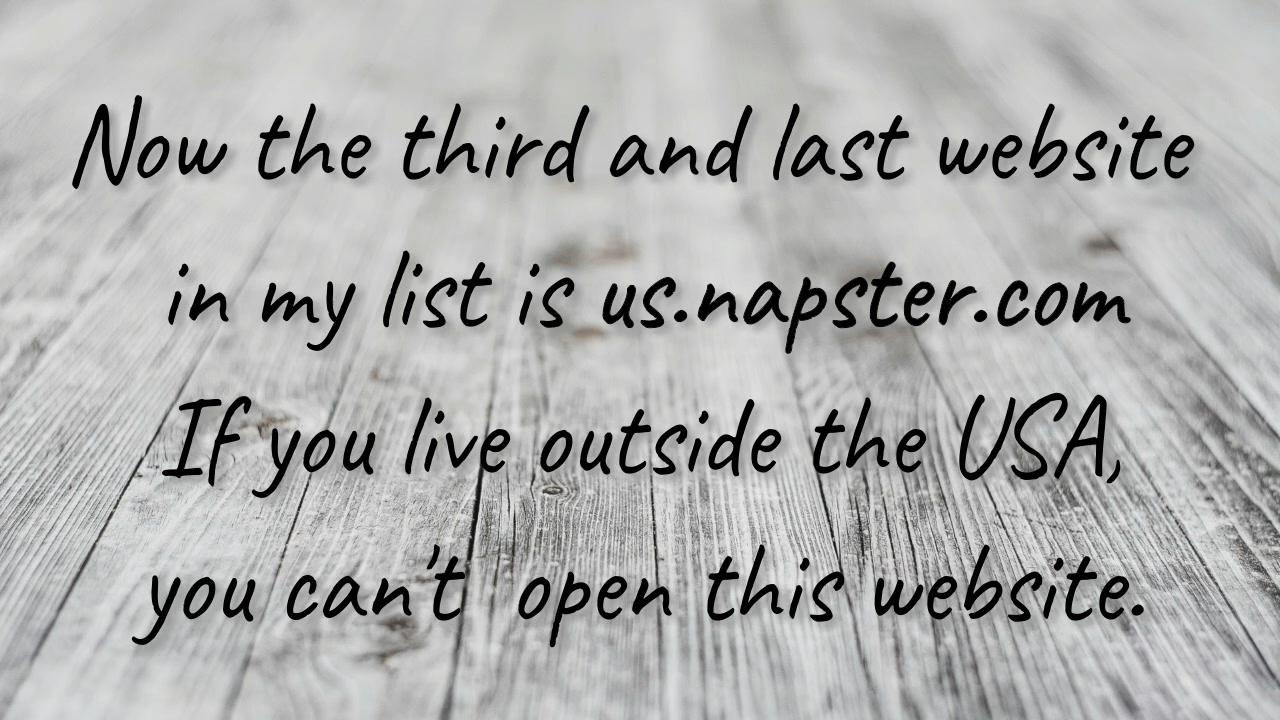 Now the third and last website
in my list is us.napster.com
If you live outside the USA,
you can't open this website.